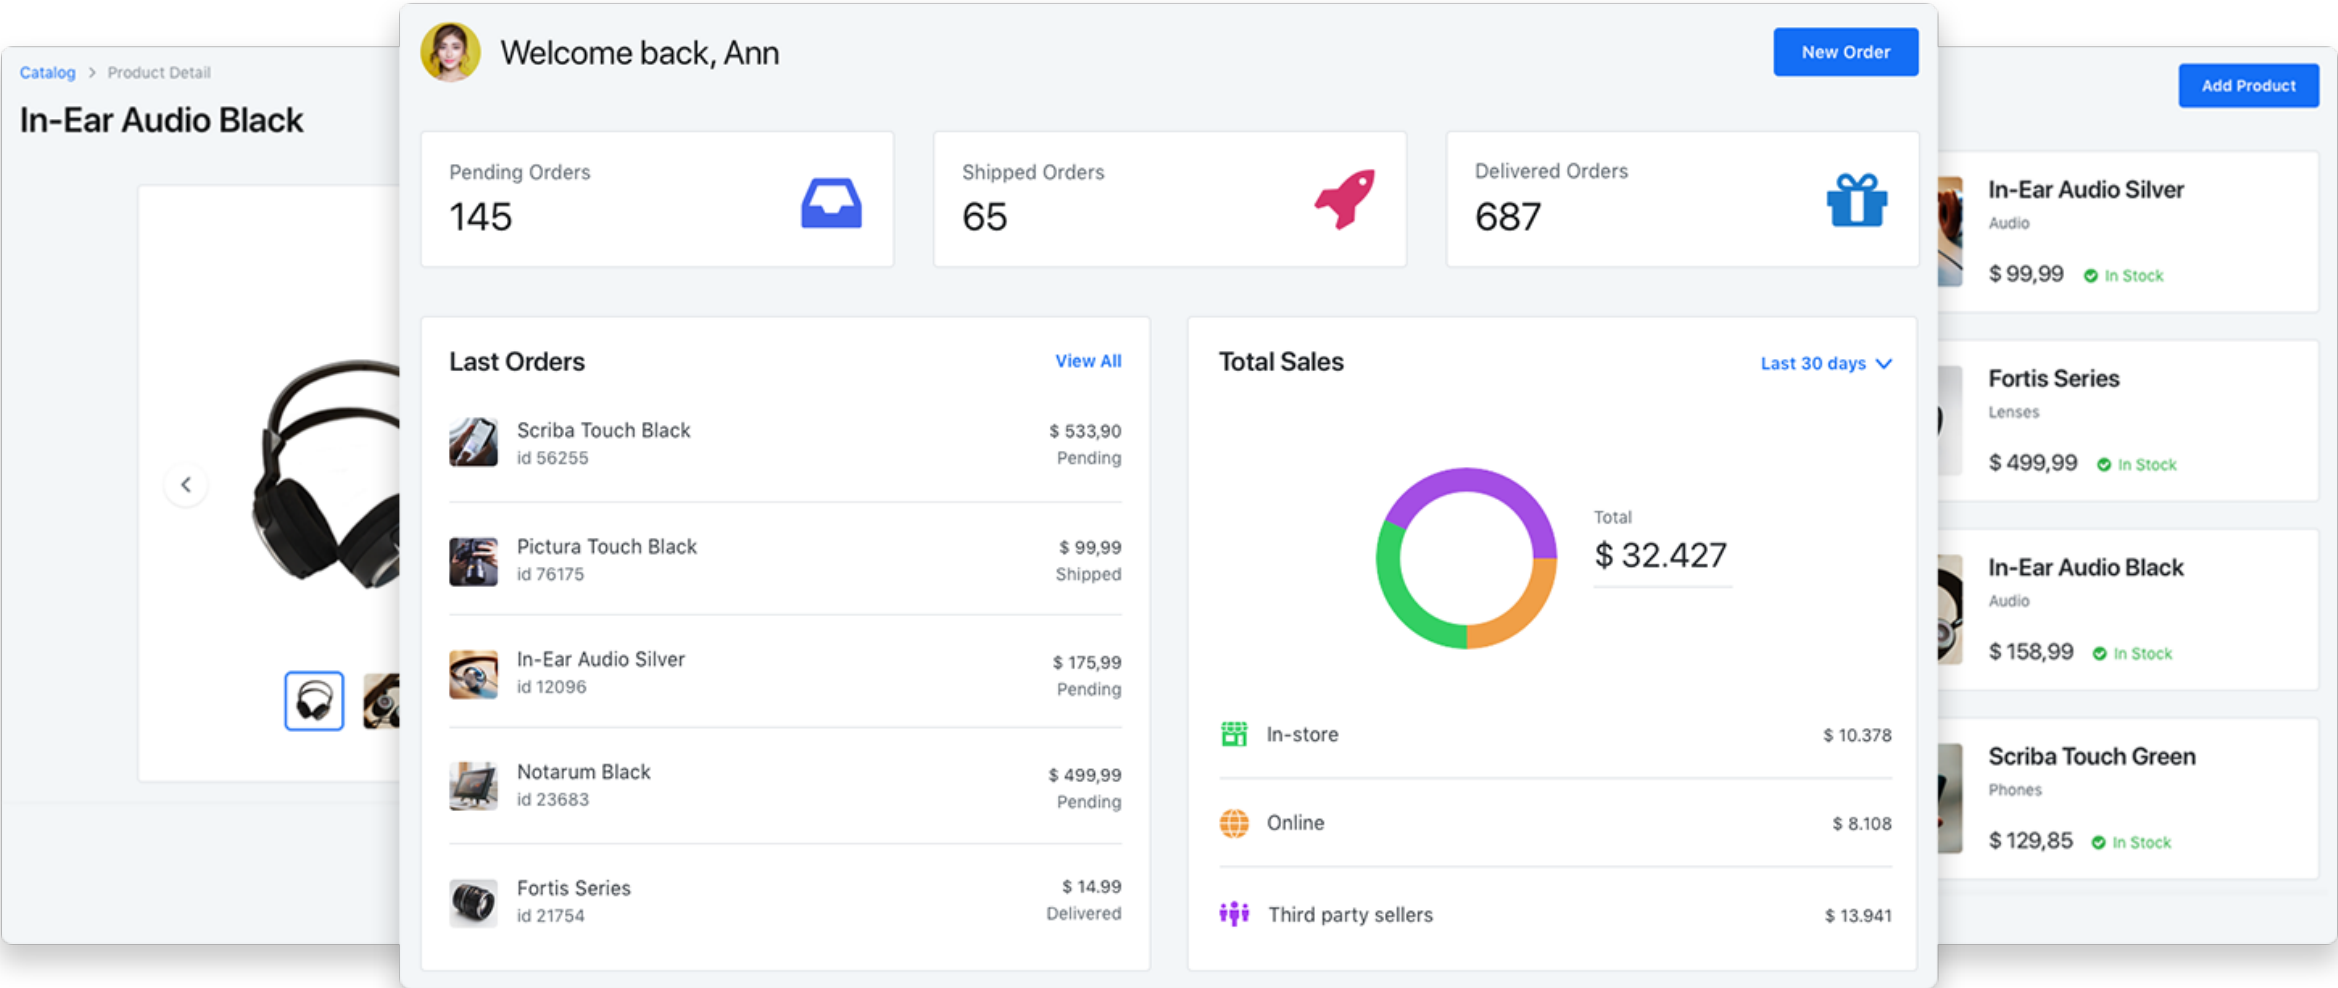 Catalog > Product Detail
In-Ear Audio Black
Welcome back, Ann
New Order
Pending Orders
145
Shipped Orders
65
Delivered Orders
687
Last Orders
View All
Scriba Touch Black
$ 533,90
id 56255
Pending
Pictura Touch Black
$ 99,99
id 76175
Shipped
In-Ear Audio Silver
$ 175,99
id 12096
Pending
Notarum Black
$ 499,99
id 23683
Pending
Fortis Series
$ 14.99
id 21754
Delivered
Total Sales
Last 30 days
Total
$ 32.427
In-store
$ 10.378
Online
$ 8.108
Third party sellers
$ 13.941
Add Product
In-Ear Audio Silver
Audio
$ 99,99 In Stock
Fortis Series
Lenses
$ 499,99 In Stock
In-Ear Audio Black
Audio
$ 158,99 In Stock
Scriba Touch Green
Phones
$ 129,85 In Stock